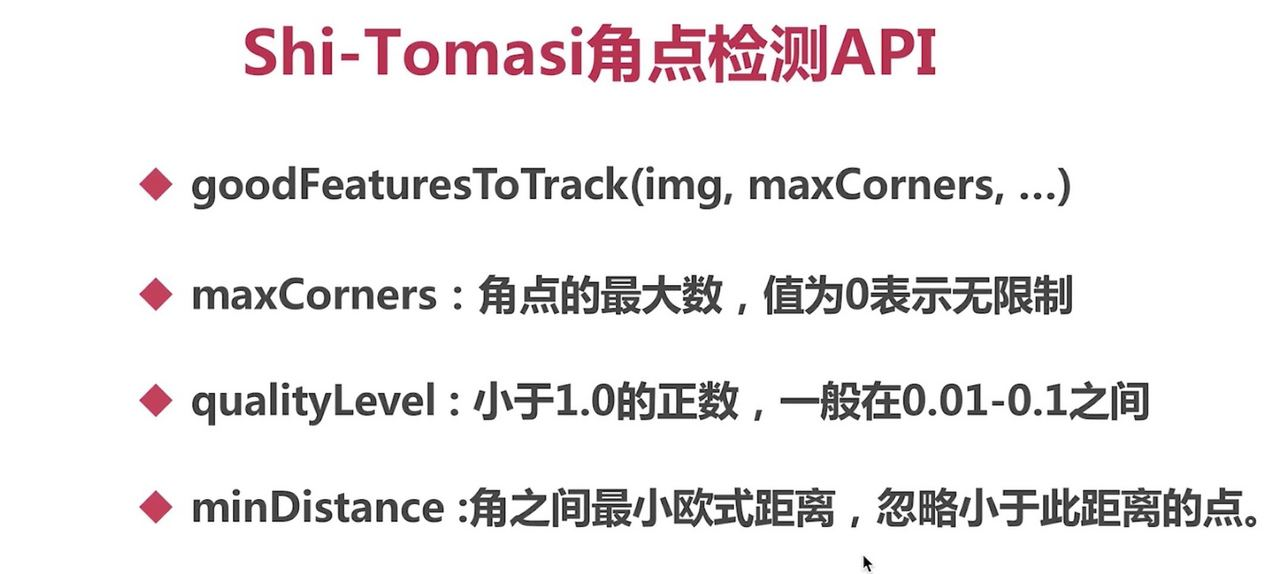 Shi-Tomasi角点检测API
goodFeaturesToTrack(img, maxCorners, ...)
maxCorners：角点的最大数，值为0表示无限制
qualityLevel : 小于1.0的正数，一般在0.01-0.1之间
minDistance :角之间最小欧式距离，忽略小于此距离的点。